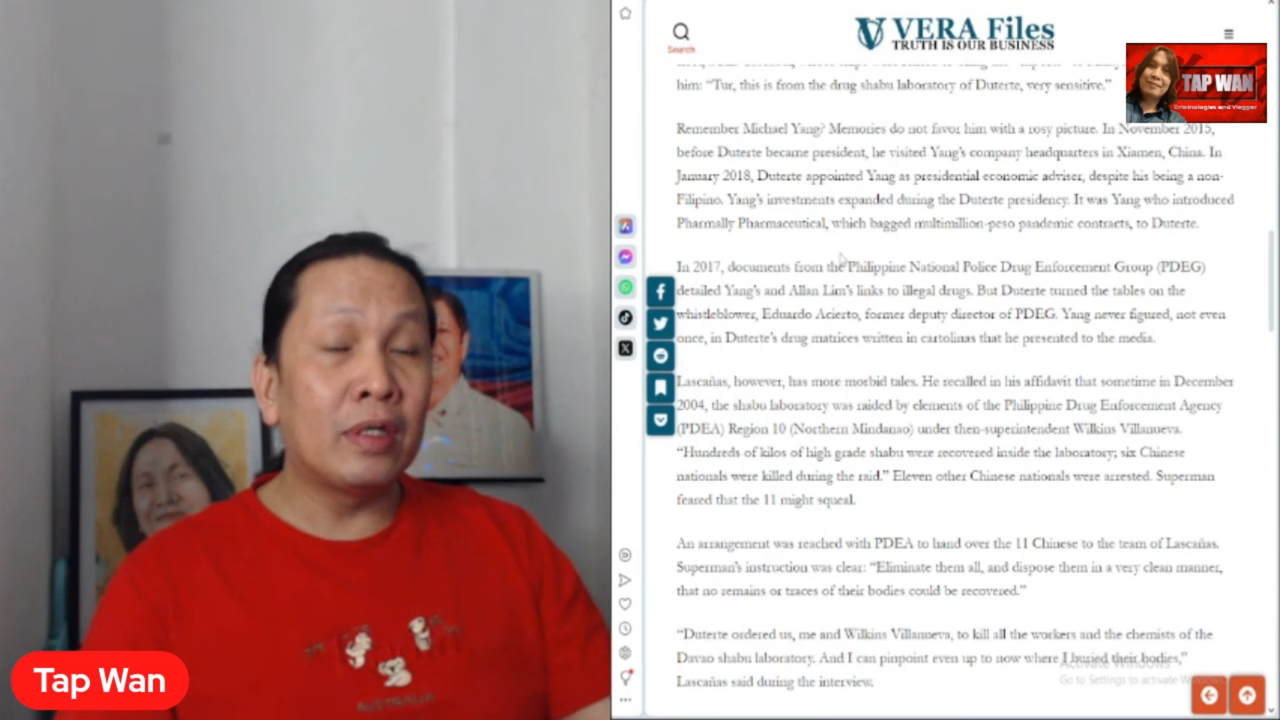 VERA Files
TRUTH IS OUR BUSINESS
Search
TAP WAN
Criminologist and Vlogger
him: “Tur, this is from the drug shabu laboratory of Duterte, very sensitive.”
Remember Michael Yang? Memories do not favor him with a rosy picture. In November 2015,
before Duterte became president, he visited Yang’s company headquarters in Xiamen, China. In
January 2018, Duterte appointed Yang as presidential economic adviser, despite his being a non-
Filipino. Yang’s investments expanded during the Duterte presidency. It was Yang who introduced
Pharmally Pharmaceutical, which bagged multimillion-peso pandemic contracts, to Duterte.
In 2017, documents from the Philippine National Police Drug Enforcement Group (PDEG)
detailed Yang’s and Allan Lim’s links to illegal drugs. But Duterte turned the tables on the
whistleblower, Eduardo Acierto, former deputy director of PDEG. Yang never figured, not even
once, in Duterte’s drug matrices written in cartolinas that he presented to the media.
Lascañas, however, has more morbid tales. He recalled in his affidavit that sometime in December
2004, the shabu laboratory was raided by elements of the Philippine Drug Enforcement Agency
(PDEA) Region 10 (Northern Mindanao) under then-superintendent Wilkins Villanueva.
“Hundreds of kilos of high grade shabu were recovered inside the laboratory; six Chinese
nationals were killed during the raid.” Eleven other Chinese nationals were arrested. Superman
feared that the 11 might squeal.
An arrangement was reached with PDEA to hand over the 11 Chinese to the team of Lascañas.
Superman’s instruction was clear: “Eliminate them all, and dispose them in a very clean manner,
that no remains or traces of their bodies could be recovered.”
“Duterte ordered us, me and Wilkins Villanueva, to kill all the workers and the chemists of the
Davao shabu laboratory. And I can pinpoint even up to now where I buried their bodies,”
Lascañas said during the interview.
Activate Windows
Go to Settings to activate Windows.
AUSTRALIA
Tap Wan